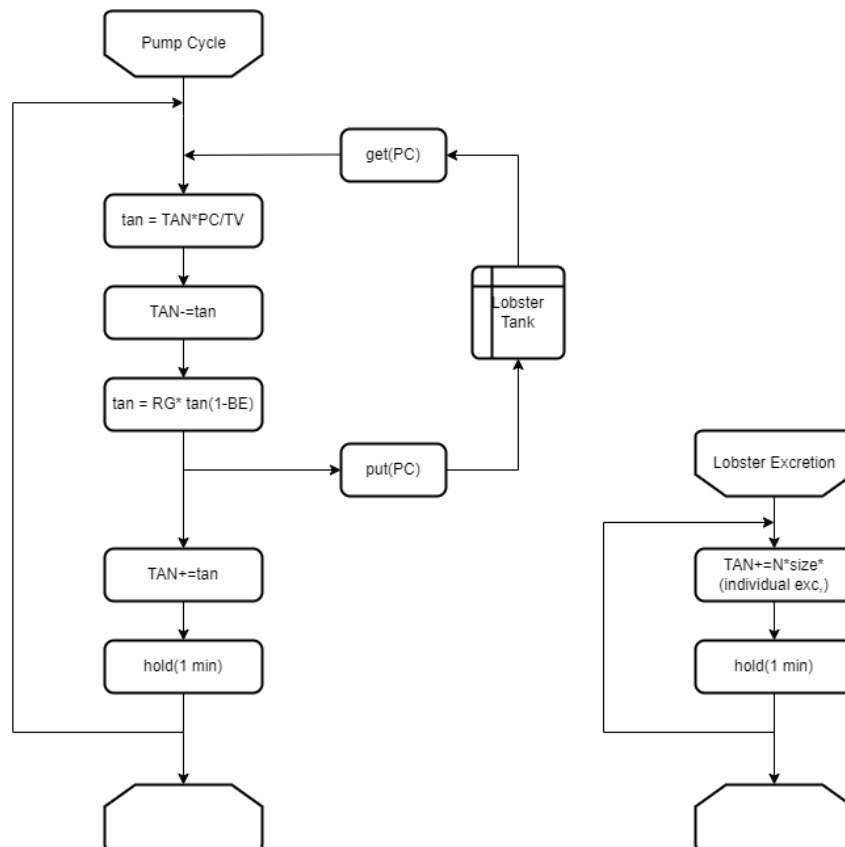 Pump Cycle
get(PC)
tan = TAN*PC/TV
TAN-=tan
Lobster
Tank
tan = RG* tan(1-BE)
put(PC)
TAN+=tan
hold(1 min)
Lobster Excretion
TAN+=N*size*
(individual exc,)
hold(1 min)